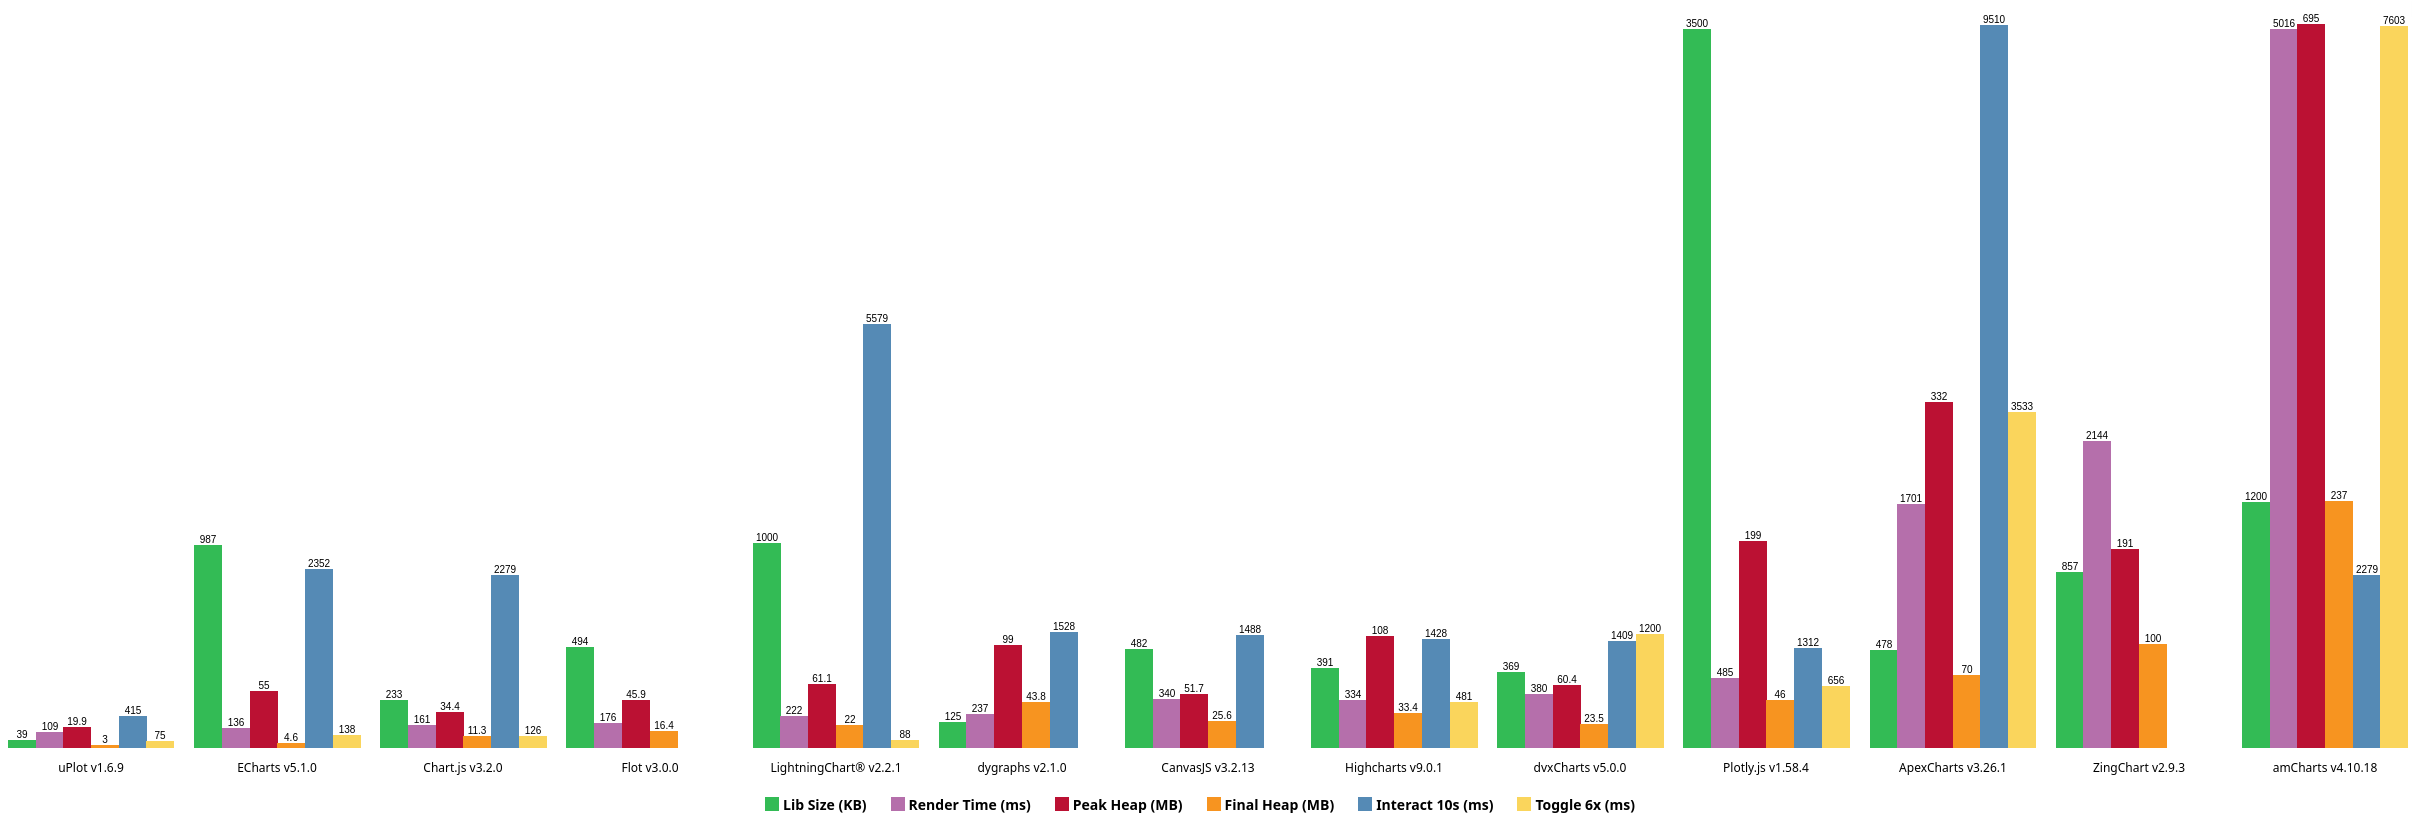 39 109 19.9 3 415 75
987 136 55 4.6 2352 138
233 161 34.4 11.3 2279 126
494 176 45.9 16.4
1000 222 61.1 22 5579 88
125 237 99 43.8 1528
482 340 51.7 25.6 1488
391 334 108 33.4 1428 481
369 380 60.4 23.5 1409 1200
3500 485 199 46 1312 656
478 1701 332 70 9510 3533
857 2144 191 100
1200 5016 695 237 2279 7603
uPlot v1.6.9 ECharts v5.1.0 Chart.js v3.2.0 Flot v3.0.0 LightningChart® v2.2.1 dygraphs v2.1.0 CanvasJS v3.2.13 Highcharts v9.0.1 dvxCharts v5.0.0 Plotly.js v1.58.4 ApexCharts v3.26.1 ZingChart v2.9.3 amCharts v4.10.18
Lib Size (KB) Render Time (ms) Peak Heap (MB) Final Heap (MB) Interact 10s (ms) Toggle 6x (ms)